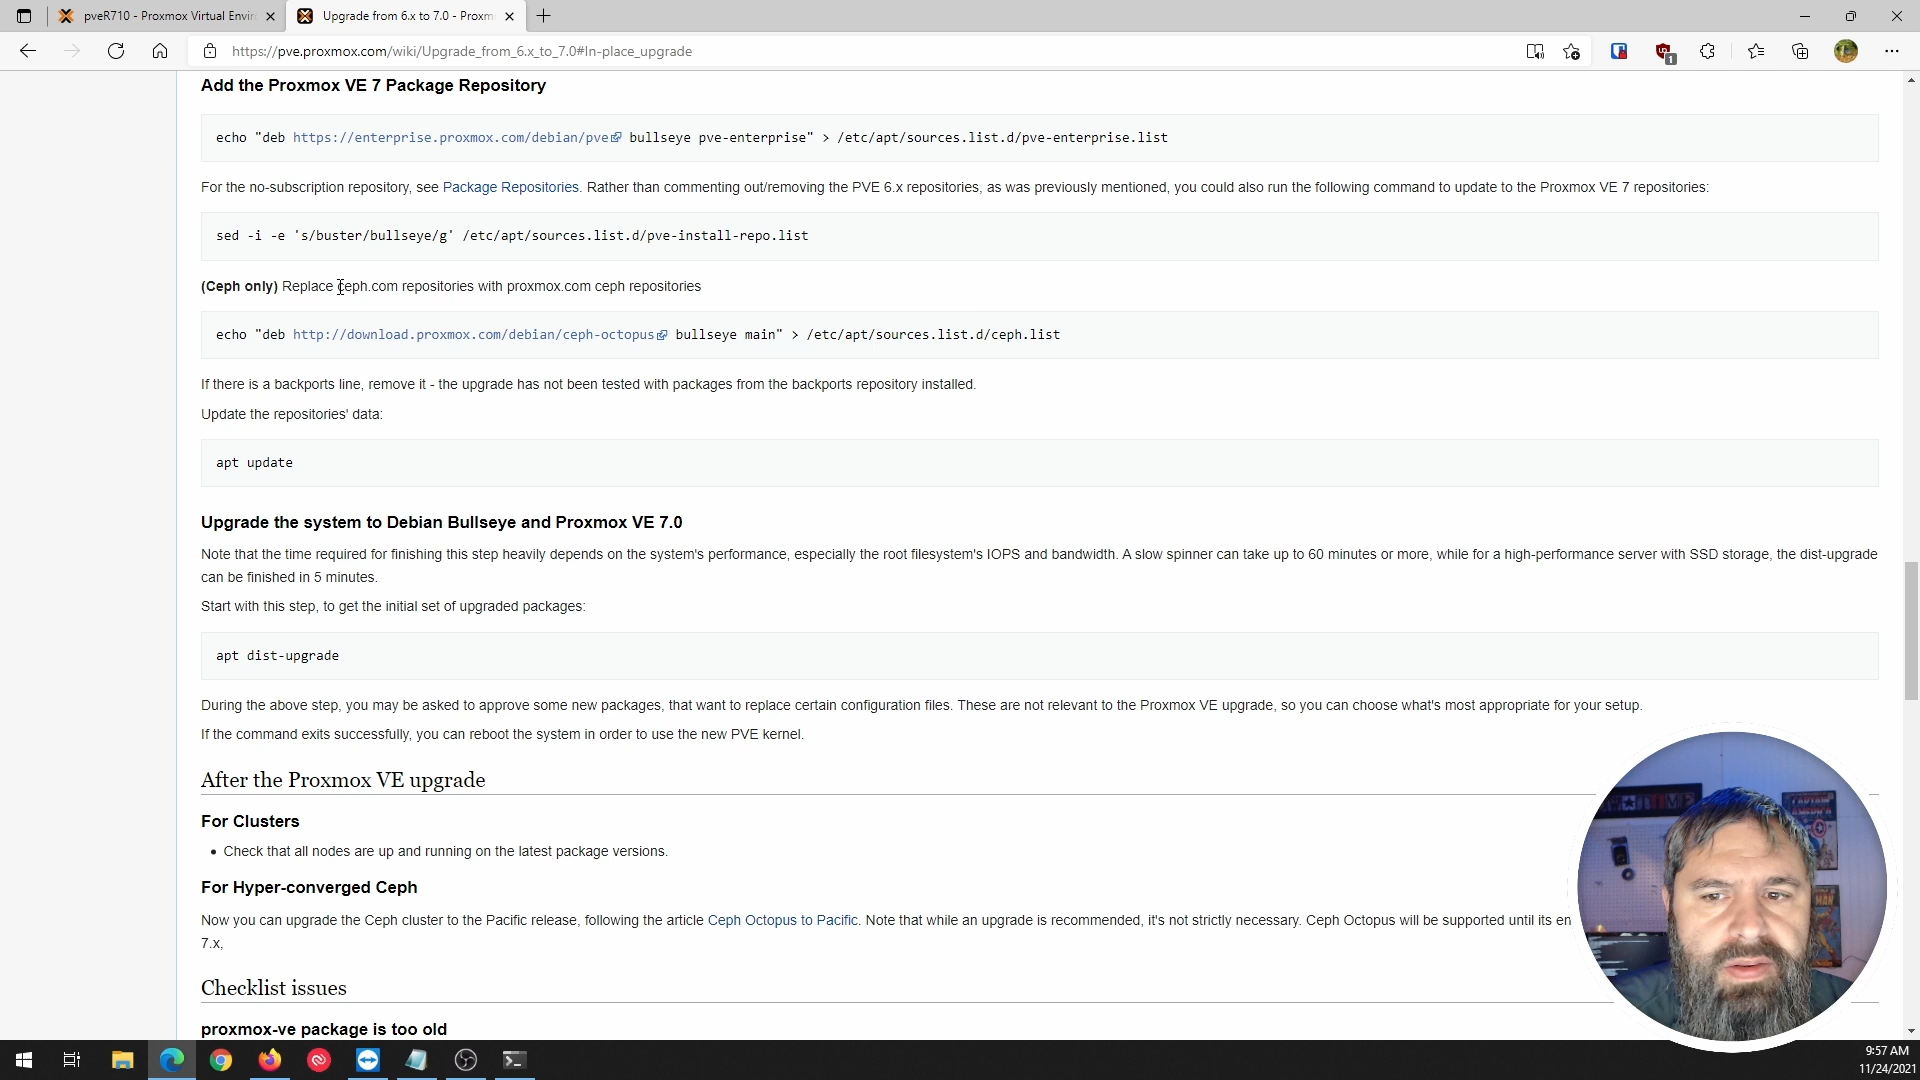 pveR710 - Proxmox Virtual Envir
Upgrade from 6.x to 7.0 - Proxm
https://pve.proxmox.com/wiki/Upgrade_from_6.x_to_7.0#In-place_upgrade
1
Add the Proxmox VE 7 Package Repository
echo "deb https://enterprise.proxmox.com/debian/pve bullseye pve-enterprise" > /etc/apt/sources.list.d/pve-enterprise.list
For the no-subscription repository, see Package Repositories. Rather than commenting out/removing the PVE 6.x repositories, as was previously mentioned, you could also run the following command to update to the Proxmox VE 7 repositories:
sed -i -e 's/buster/bullseye/g' /etc/apt/sources.list.d/pve-install-repo.list
(Ceph only) Replace ceph.com repositories with proxmox.com ceph repositories
echo "deb http://download.proxmox.com/debian/ceph-octopus bullseye main" > /etc/apt/sources.list.d/ceph.list
If there is a backports line, remove it - the upgrade has not been tested with packages from the backports repository installed.
Update the repositories' data:
apt update
Upgrade the system to Debian Bullseye and Proxmox VE 7.0
Note that the time required for finishing this step heavily depends on the system's performance, especially the root filesystem's IOPS and bandwidth. A slow spinner can take up to 60 minutes or more, while for a high-performance server with SSD storage, the dist-upgrade
can be finished in 5 minutes.
Start with this step, to get the initial set of upgraded packages:
apt dist-upgrade
During the above step, you may be asked to approve some new packages, that want to replace certain configuration files. These are not relevant to the Proxmox VE upgrade, so you can choose what's most appropriate for your setup.
If the command exits successfully, you can reboot the system in order to use the new PVE kernel.
After the Proxmox VE upgrade
For Clusters
Check that all nodes are up and running on the latest package versions.
For Hyper-converged Ceph
Now you can upgrade the Ceph cluster to the Pacific release, following the article Ceph Octopus to Pacific. Note that while an upgrade is recommended, it's not strictly necessary. Ceph Octopus will be supported until its en
7.x,
Checklist issues
proxmox-ve package is too old
9:57 AM
11/24/2021